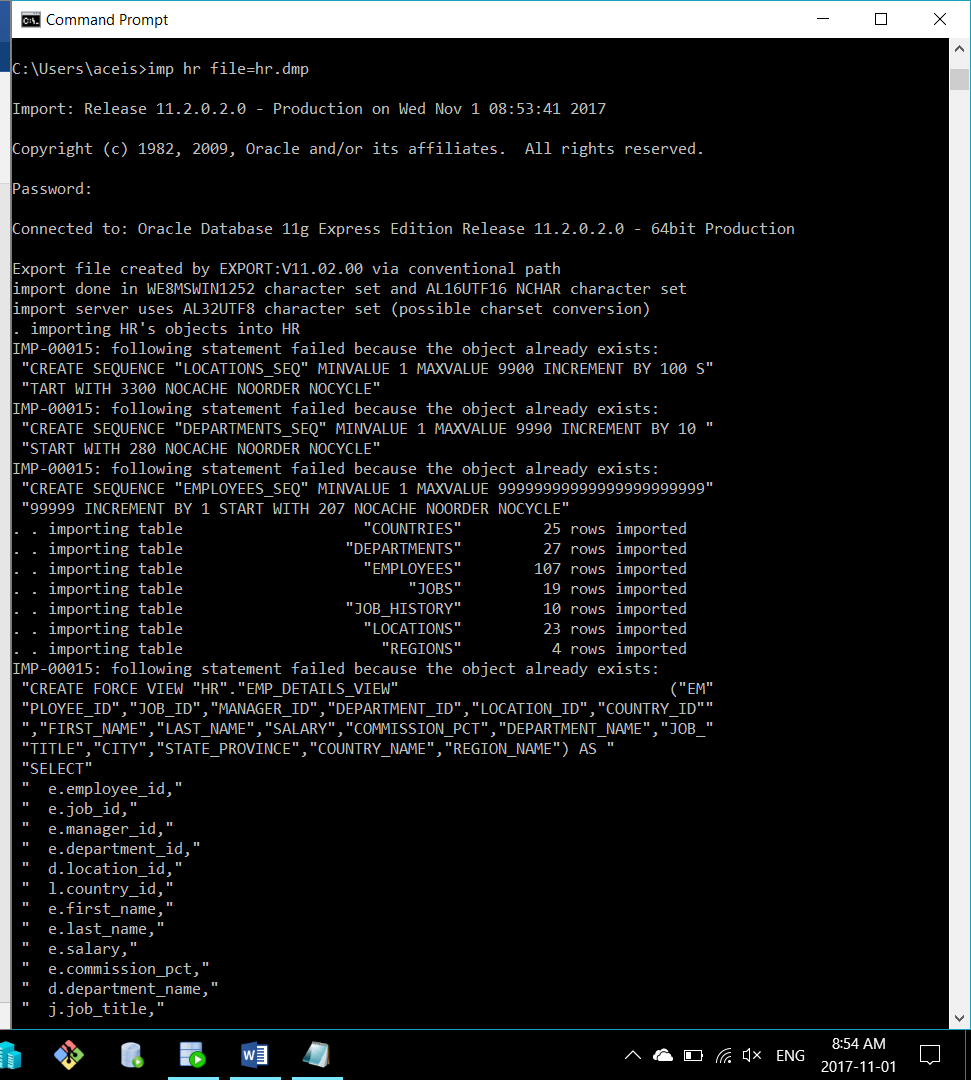 Command Prompt
C:\Users\aceis>imp hr file=hr.dmp
Import: Release 11.2.0.2.0 - Production on Wed Nov 1 08:53:41 2017
Copyright (c) 1982, 2009, Oracle and/or its affiliates.  All rights reserved.
Password:
Connected to: Oracle Database 11g Express Edition Release 11.2.0.2.0 - 64bit Production
Export file created by EXPORT:V11.02.00 via conventional path
import done in WE8MSWIN1252 character set and AL16UTF16 NCHAR character set
import server uses AL32UTF8 character set (possible charset conversion)
. importing HR's objects into HR
IMP-00015: following statement failed because the object already exists:
 "CREATE SEQUENCE "LOCATIONS_SEQ" MINVALUE 1 MAXVALUE 9900 INCREMENT BY 100 S"
 "TART WITH 3300 NOCACHE NOORDER NOCYCLE"
IMP-00015: following statement failed because the object already exists:
 "CREATE SEQUENCE "DEPARTMENTS_SEQ" MINVALUE 1 MAXVALUE 9990 INCREMENT BY 10 "
 "START WITH 280 NOCACHE NOORDER NOCYCLE"
IMP-00015: following statement failed because the object already exists:
 "CREATE SEQUENCE "EMPLOYEES_SEQ" MINVALUE 1 MAXVALUE 99999999999999999999999"
 "99999 INCREMENT BY 1 START WITH 207 NOCACHE NOORDER NOCYCLE"
. . importing table                    "COUNTRIES"         25 rows imported
. . importing table                  "DEPARTMENTS"         27 rows imported
. . importing table                    "EMPLOYEES"        107 rows imported
. . importing table                         "JOBS"         19 rows imported
. . importing table                  "JOB_HISTORY"         10 rows imported
. . importing table                    "LOCATIONS"         23 rows imported
. . importing table                      "REGIONS"          4 rows imported
IMP-00015: following statement failed because the object already exists:
 "CREATE FORCE VIEW "HR"."EMP_DETAILS_VIEW"                              ("EM"
 "PLOYEE_ID","JOB_ID","MANAGER_ID","DEPARTMENT_ID","LOCATION_ID","COUNTRY_ID""
 ","FIRST_NAME","LAST_NAME","SALARY","COMMISSION_PCT","DEPARTMENT_NAME","JOB_"
 "TITLE","CITY","STATE_PROVINCE","COUNTRY_NAME","REGION_NAME") AS "
 "SELECT"
 "  e.employee_id,"
 "  e.job_id,"
 "  e.manager_id,"
 "  e.department_id,"
 "  d.location_id,"
 "  l.country_id,"
 "  e.first_name,"
 "  e.last_name,"
 "  e.salary,"
 "  e.commission_pct,"
 "  d.department_name,"
 "  j.job_title,"
ENG
8:54 AM
2017-11-01